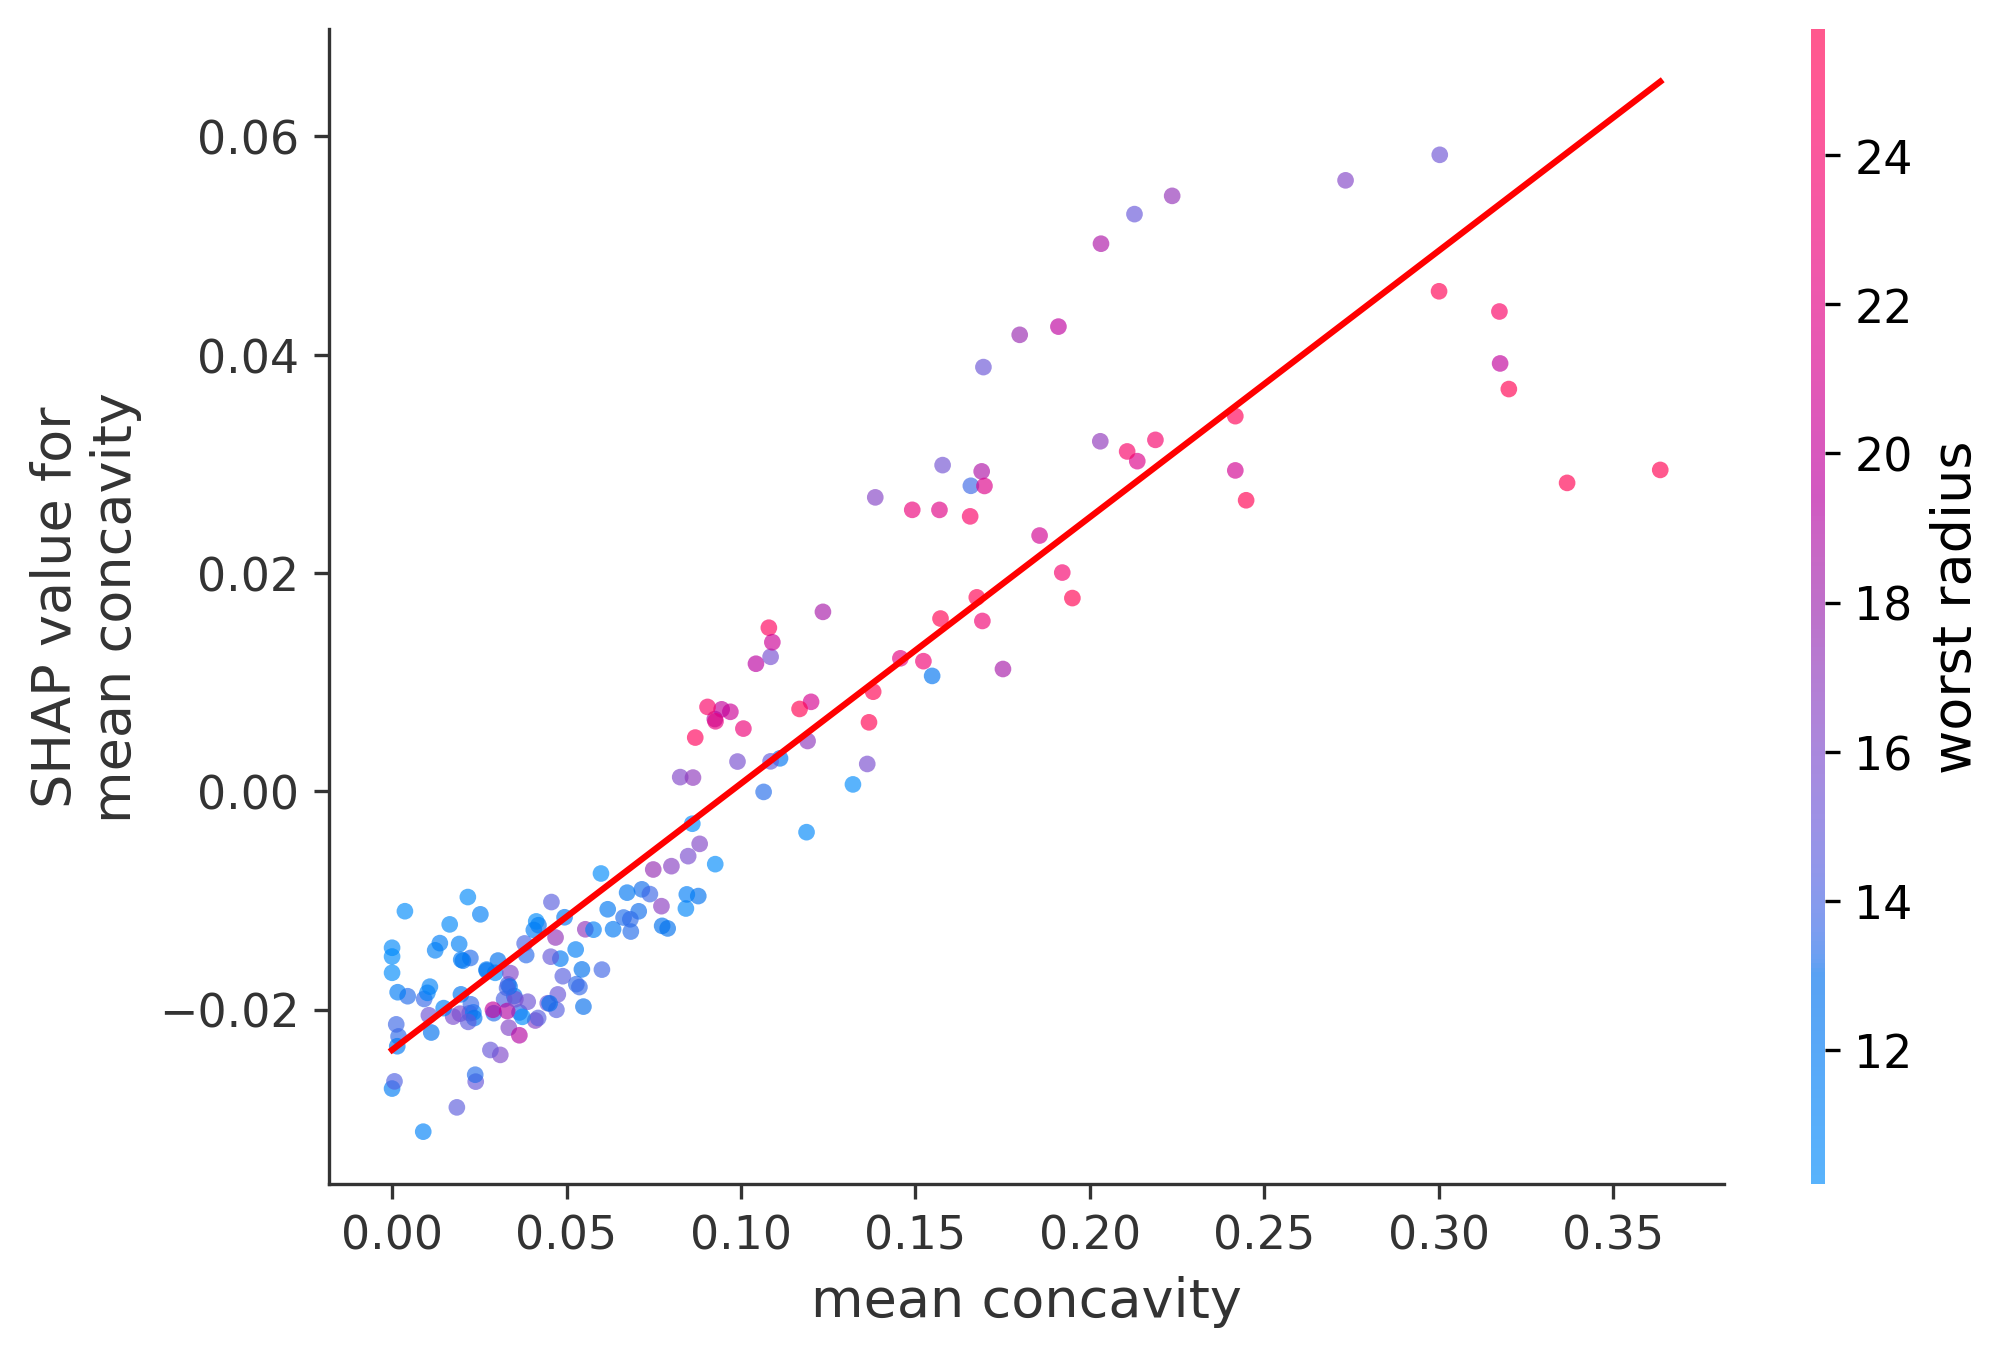 SHAP value for
mean concavity
0.06
0.04
0.02
0.00
−0.02
0.00 0.05 0.10 0.15 0.20 0.25 0.30 0.35
mean concavity
24
22
20
18
16
14
12
worst radius